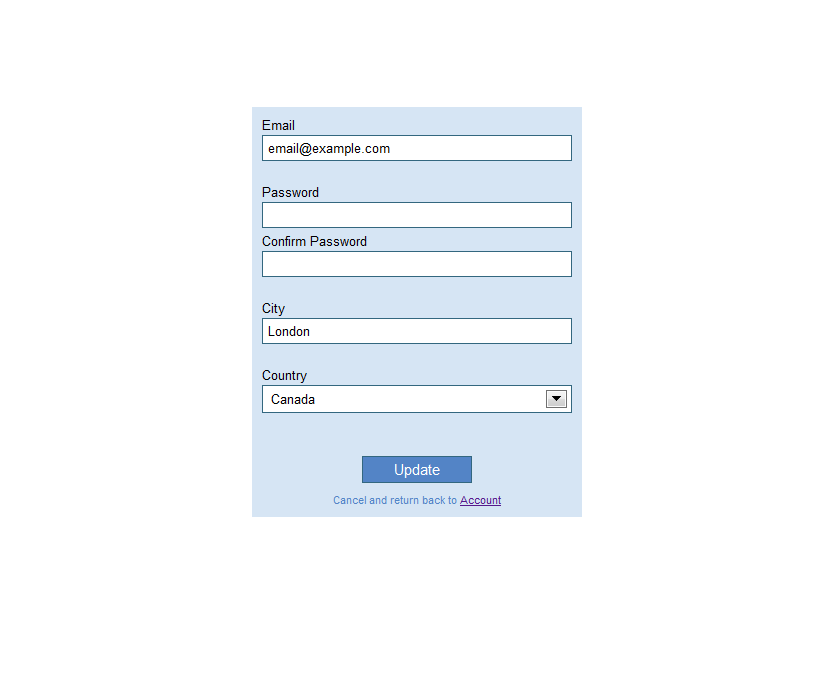 Email
email@example.com
Password
Confirm Password
City
London
Country
Canada
Update
Cancel and return back to Account